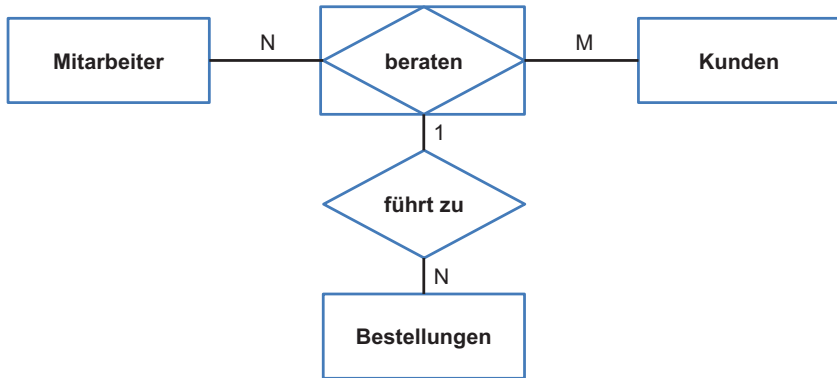 N
M
Mitarbeiter
beraten
Kunden
1
führt zu
N
Bestellungen